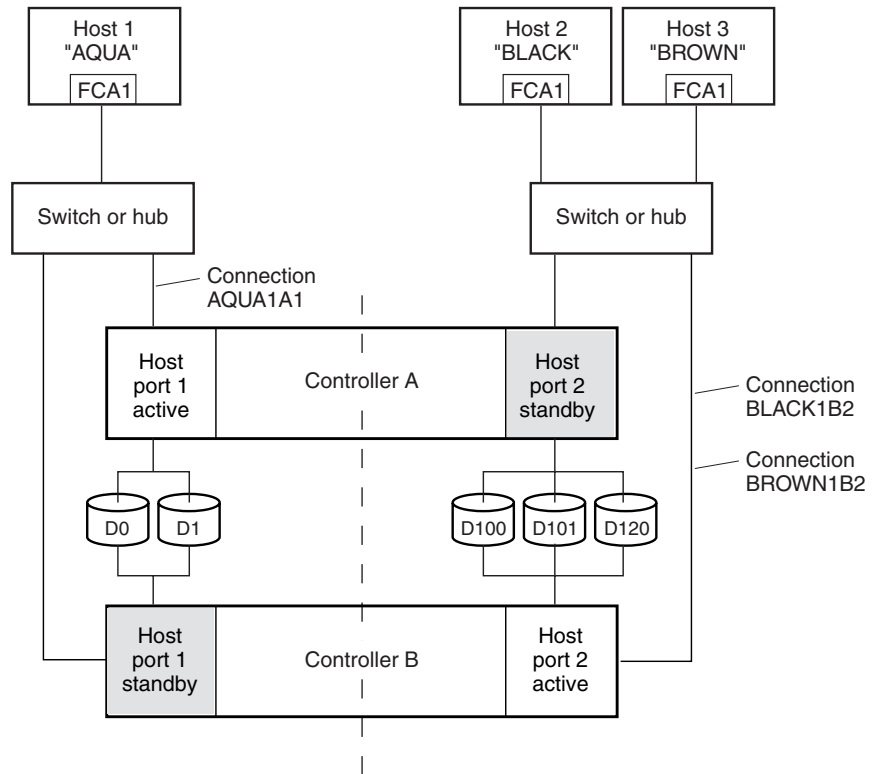 Host 1
"AQUA"
FCA1
Host 2
"BLACK"
FCA1
Host 3
"BROWN"
FCA1
Switch or hub
Switch or hub
Connection
AQUA1A1
Host
port 1
active
Controller A
Host
port 2
standby
Connection
BLACK1B2
Connection
BROWN1B2
D0
D1
D100
D101
D120
Host
port 1
standby
Controller B
Host
port 2
active